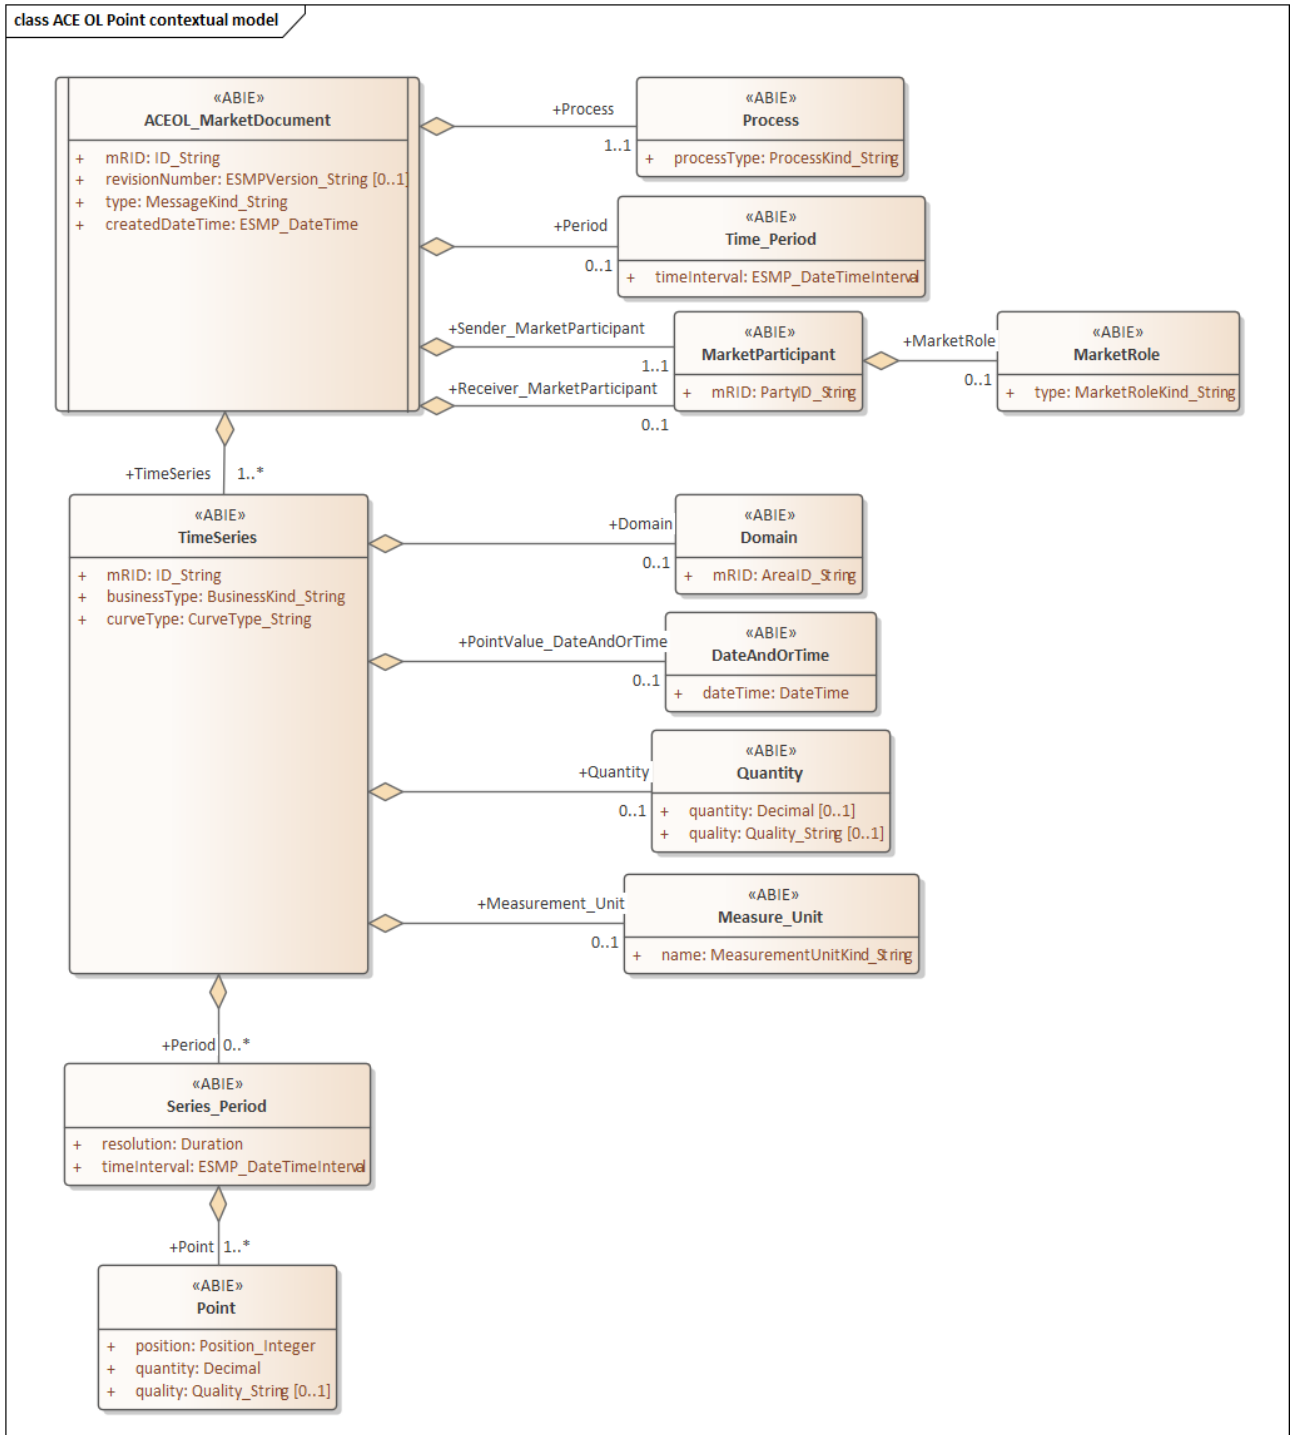 class ACE OL Point contextual model
«ABIE»
ACEOL_MarketDocument
+ mRID: ID_String
+ revisionNumber: ESMPVersion_String [0..1]
+ type: MessageKind_String
+ createdDateTime: ESMP_DateTime
+Process
1..1
«ABIE»
Process
+ processType: ProcessKind_String
+Period
0..1
«ABIE»
Time_Period
+ timeInterval: ESMP_DateTimeInterval
+Sender_MarketParticipant
1..1
+Receiver_MarketParticipant
0..1
«ABIE»
MarketParticipant
+ mRID: PartyID_String
+MarketRole
0..1
«ABIE»
MarketRole
+ type: MarketRoleKind_String
+TimeSeries 1..*
«ABIE»
TimeSeries
+ mRID: ID_String
+ businessType: BusinessKind_String
+ curveType: CurveType_String
+Domain
0..1
«ABIE»
Domain
+ mRID: AreaID_String
+PointValue_DateAndOrTime
0..1
«ABIE»
DateAndOrTime
+ dateTime: DateTime
+Quantity
0..1
«ABIE»
Quantity
+ quantity: Decimal [0..1]
+ quality: Quality_String [0..1]
+Measurement_Unit
0..1
«ABIE»
Measure_Unit
+ name: MeasurementUnitKind_String
+Period 0..*
«ABIE»
Series_Period
+ resolution: Duration
+ timeInterval: ESMP_DateTimeInterval
+Point 1..*
«ABIE»
Point
+ position: Position_Integer
+ quantity: Decimal
+ quality: Quality_String [0..1]